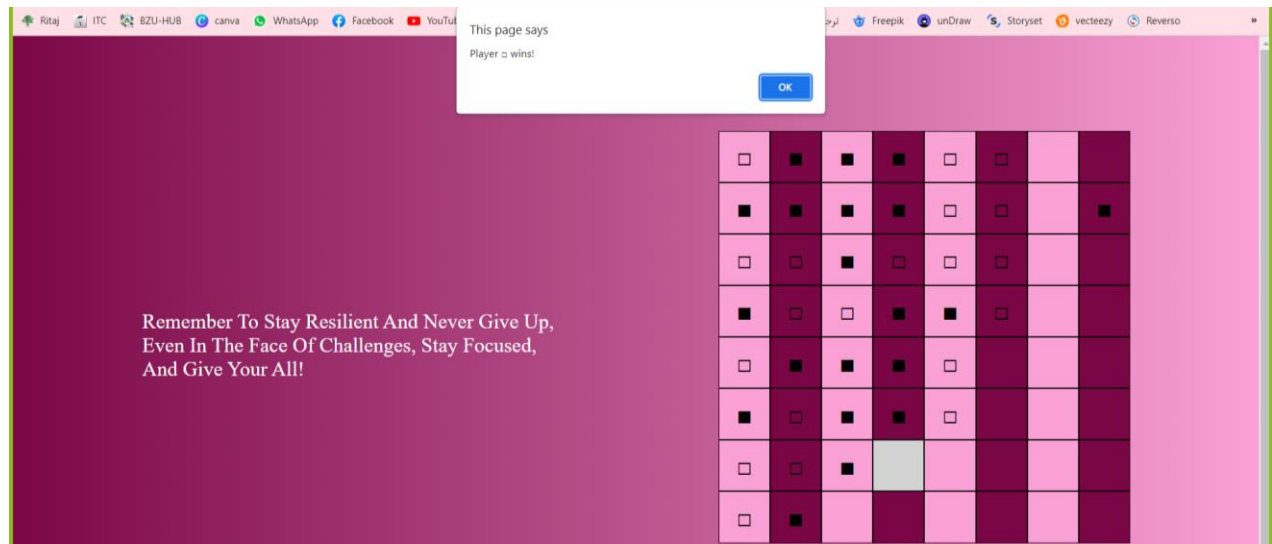 Ritaj ITC BZU-HUB canva WhatsApp Facebook Freepik unDraw Storyset vecteezy Reverso »
This page says
Player □ wins!
OK
□ ■ ■ ■ □ □
■ ■ ■ ■ □ □ ■
□ □ ■ □ □ □
■ □ □ ■ ■ □
□ ■ ■ ■ □
■ □ ■ ■ □
□ □ ■
□ ■
Remember To Stay Resilient And Never Give Up,
Even In The Face Of Challenges, Stay Focused,
And Give Your All!